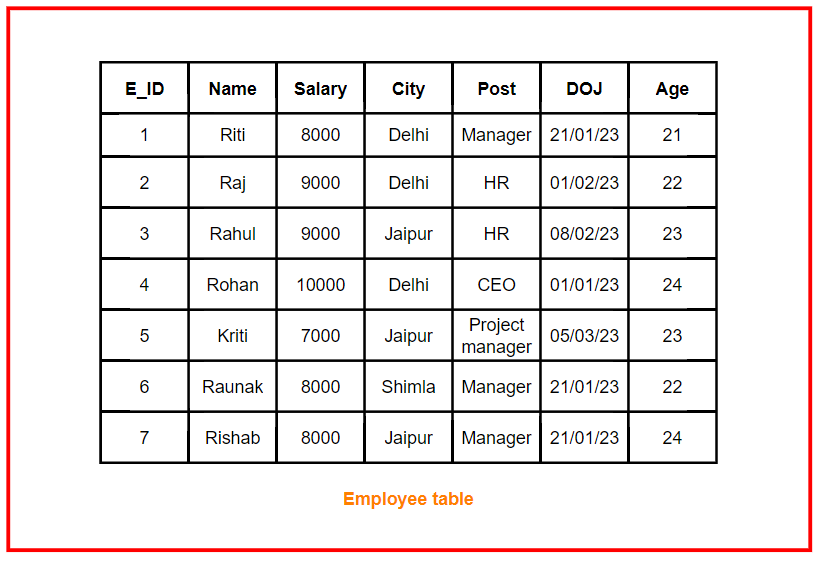 E_ID Name Salary City Post DOJ Age
1 Riti 8000 Delhi Manager 21/01/23 21
2 Raj 9000 Delhi HR 01/02/23 22
3 Rahul 9000 Jaipur HR 08/02/23 23
4 Rohan 10000 Delhi CEO 01/01/23 24
5 Kriti 7000 Jaipur Project manager 05/03/23 23
6 Raunak 8000 Shimla Manager 21/01/23 22
7 Rishab 8000 Jaipur Manager 21/01/23 24
Employee table